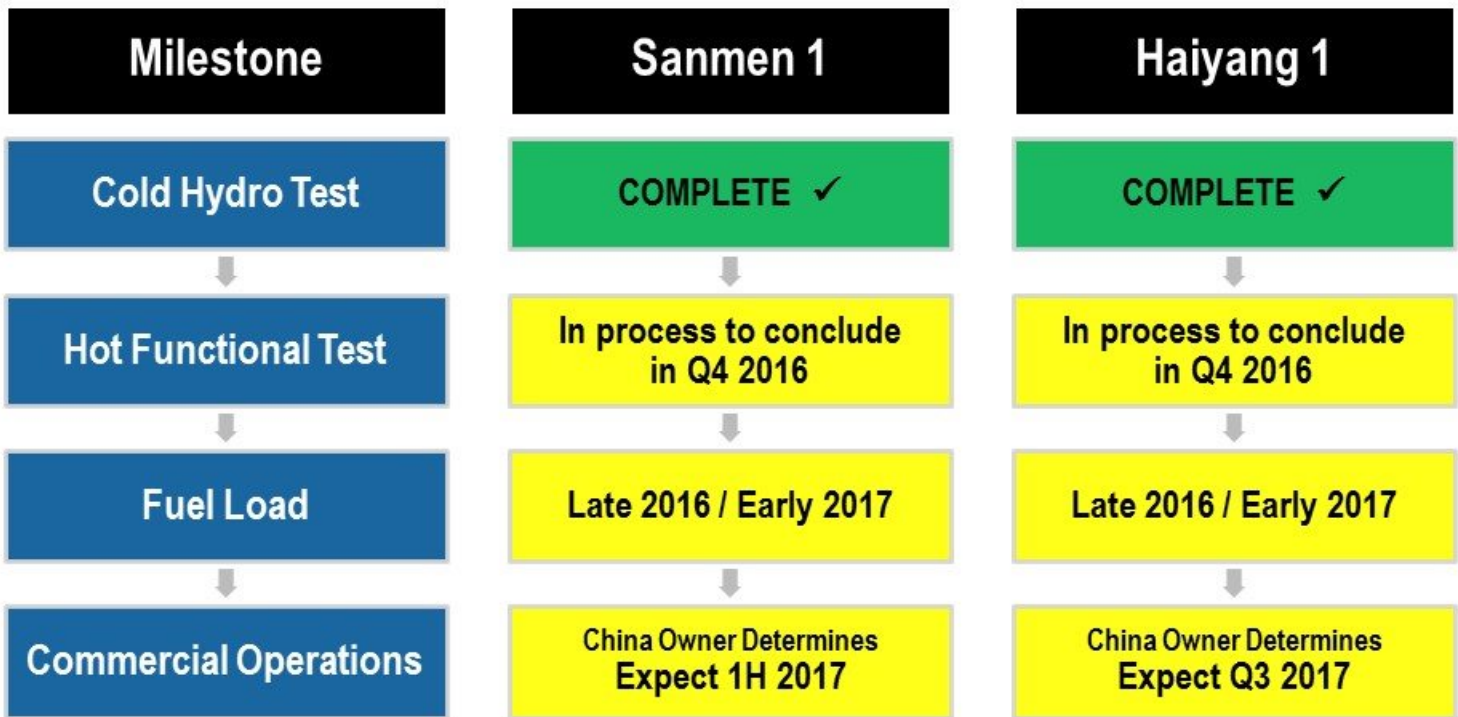 Milestone
Sanmen 1
Haiyang 1
Cold Hydro Test
COMPLETE ✓
COMPLETE ✓
Hot Functional Test
In process to conclude
in Q4 2016
In process to conclude
in Q4 2016
Fuel Load
Late 2016 / Early 2017
Late 2016 / Early 2017
Commercial Operations
China Owner Determines
Expect 1H 2017
China Owner Determines
Expect Q3 2017